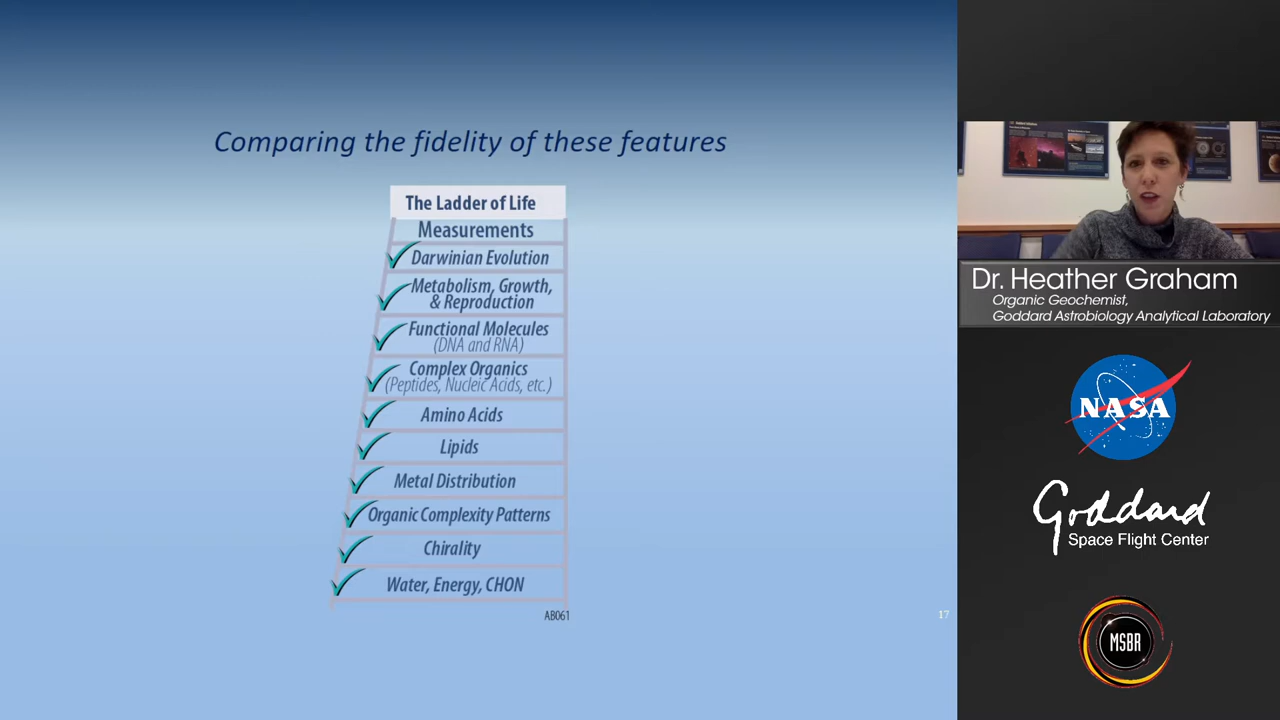 Comparing the fidelity of these features
The Ladder of Life
Measurements
Darwinian Evolution
Metabolism, Growth,
& Reproduction
Functional Molecules
(DNA and RNA)
Complex Organics
(Peptides, Nucleic Acids, etc.)
Amino Acids
Lipids
Metal Distribution
Organic Complexity Patterns
Chirality
Water, Energy, CHON
AB061
17
Dr. Heather Graham
Organic Geochemist,
Goddard Astrobiology Analytical Laboratory
NASA
Goddard
Space Flight Center
MSBR